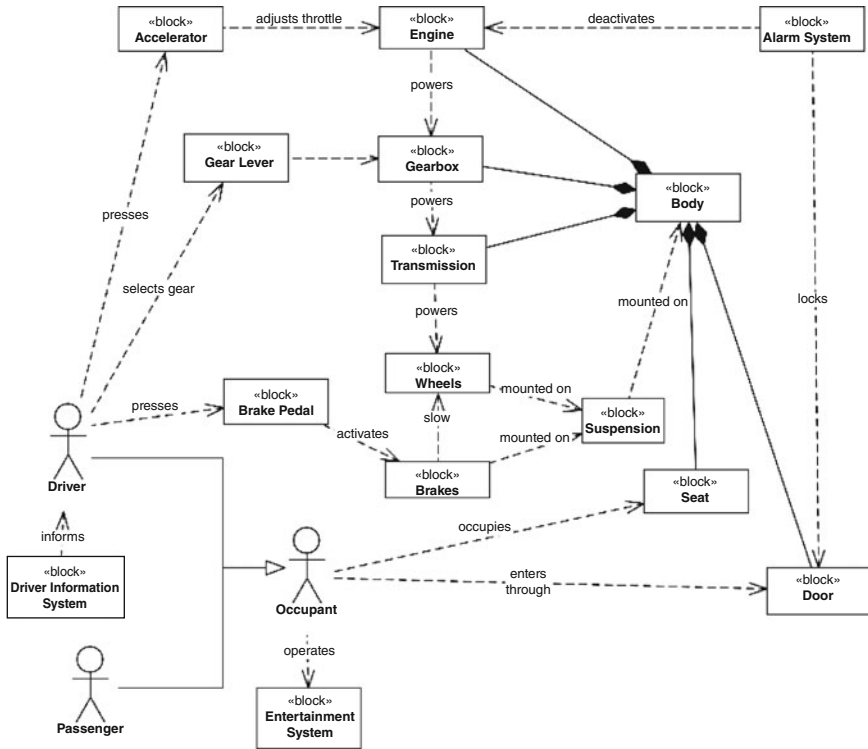 «block»
Accelerator
adjusts throttle
«block»
Engine
deactivates
«block»
Alarm System
powers
«block»
Gear Lever
«block»
Gearbox
«block»
Body
presses
powers
selects gear
«block»
Transmission
mounted on
locks
powers
«block»
Wheels
mounted on
presses
«block»
Brake Pedal
slow
«block»
Suspension
activates
mounted on
«block»
Brakes
Driver
«block»
Seat
informs
occupies
«block»
Driver Information
System
Occupant
enters
through
«block»
Door
operates
Passenger
«block»
Entertainment
System